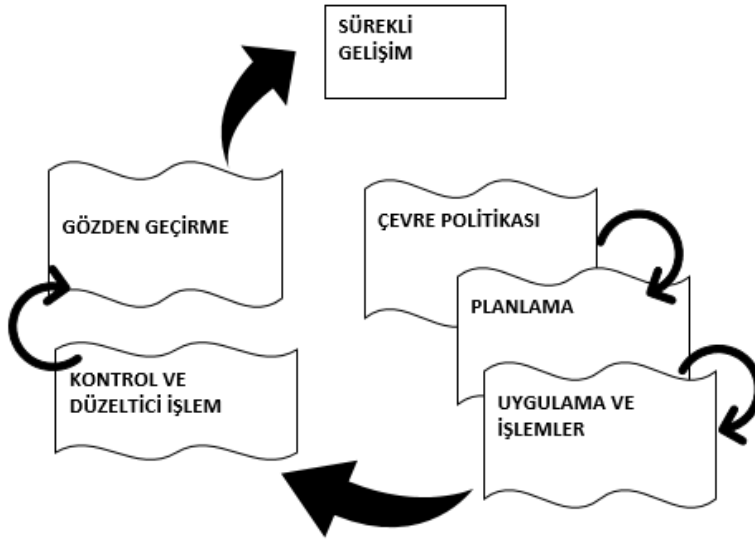 SÜREKLİ
GELİŞİM
GÖZDEN GEÇİRME
ÇEVRE POLİTİKASI
PLANLAMA
KONTROL VE
DÜZELTİCİ İŞLEM
UYGULAMA VE
İŞLEMLER